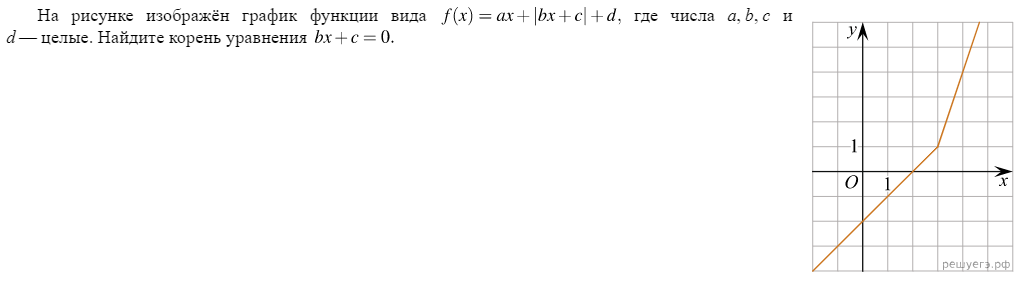 На рисунке изображён график функции вида f(x) = ax + |bx + c| + d, где числа a, b, c и
d — целые. Найдите корень уравнения bx + c = 0.
y
1
O 1 x
решуегэ.рф